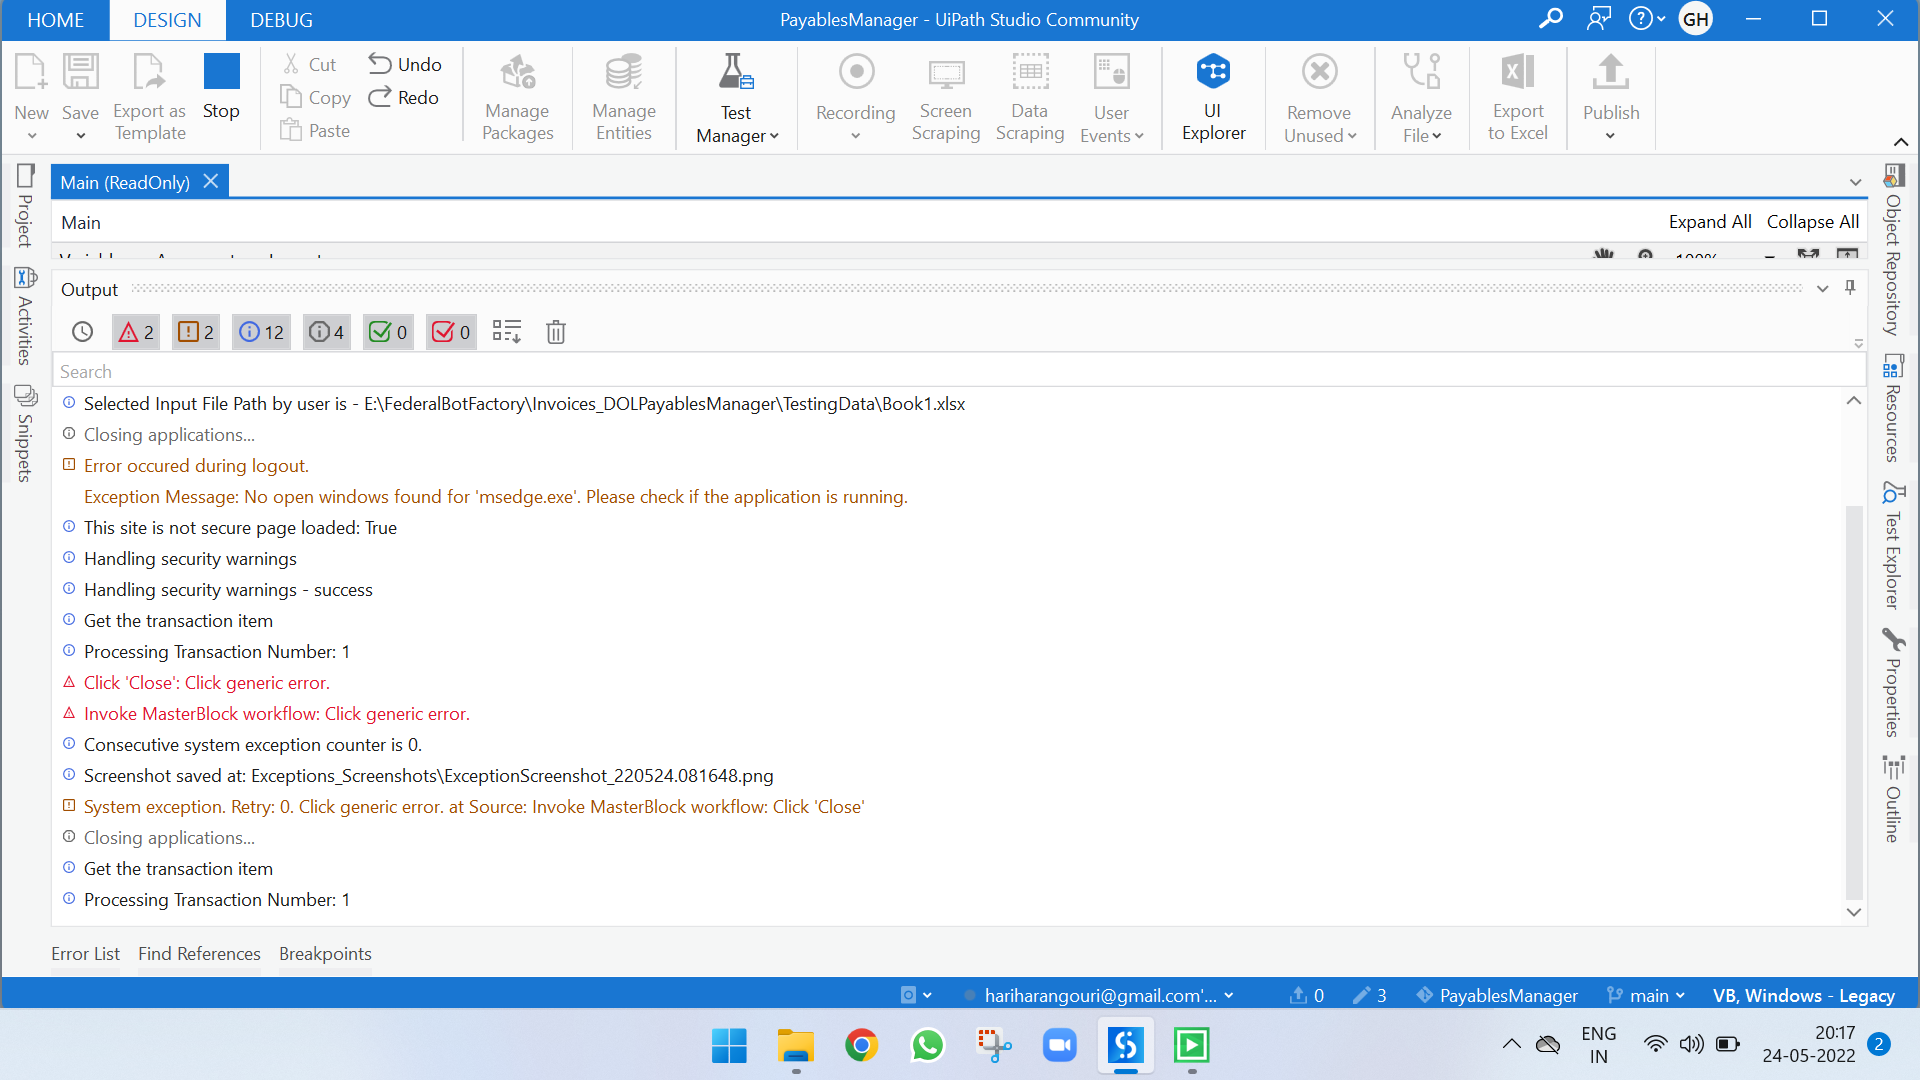 HOME DESIGN DEBUG PayablesManager - UiPath Studio Community GH
New Save Export as Template Stop Cut Copy Paste Undo Redo Manage Packages Manage Entities Test Manager Recording Screen Scraping Data Scraping User Events UI Explorer Remove Unused Analyze File Export to Excel Publish
Main (ReadOnly)
Main Expand All Collapse All
100%
Project
Activities
Snippets
Output
2 2 12 4 0 0
Search
Selected Input File Path by user is - E:\FederalBotFactory\Invoices_DOLPayablesManager\TestingData\Book1.xlsx
Closing applications...
Error occured during logout.
Exception Message: No open windows found for 'msedge.exe'. Please check if the application is running.
This site is not secure page loaded: True
Handling security warnings
Handling security warnings - success
Get the transaction item
Processing Transaction Number: 1
Click 'Close': Click generic error.
Invoke MasterBlock workflow: Click generic error.
Consecutive system exception counter is 0.
Screenshot saved at: Exceptions_Screenshots\ExceptionScreenshot_220524.081648.png
System exception. Retry: 0. Click generic error. at Source: Invoke MasterBlock workflow: Click 'Close'
Closing applications...
Get the transaction item
Processing Transaction Number: 1
Object Repository
Resources
Test Explorer
Properties
Outline
Error List Find References Breakpoints
hariharangouri@gmail.com'... 0 3 PayablesManager main VB, Windows - Legacy
ENG IN 20:17 24-05-2022 2